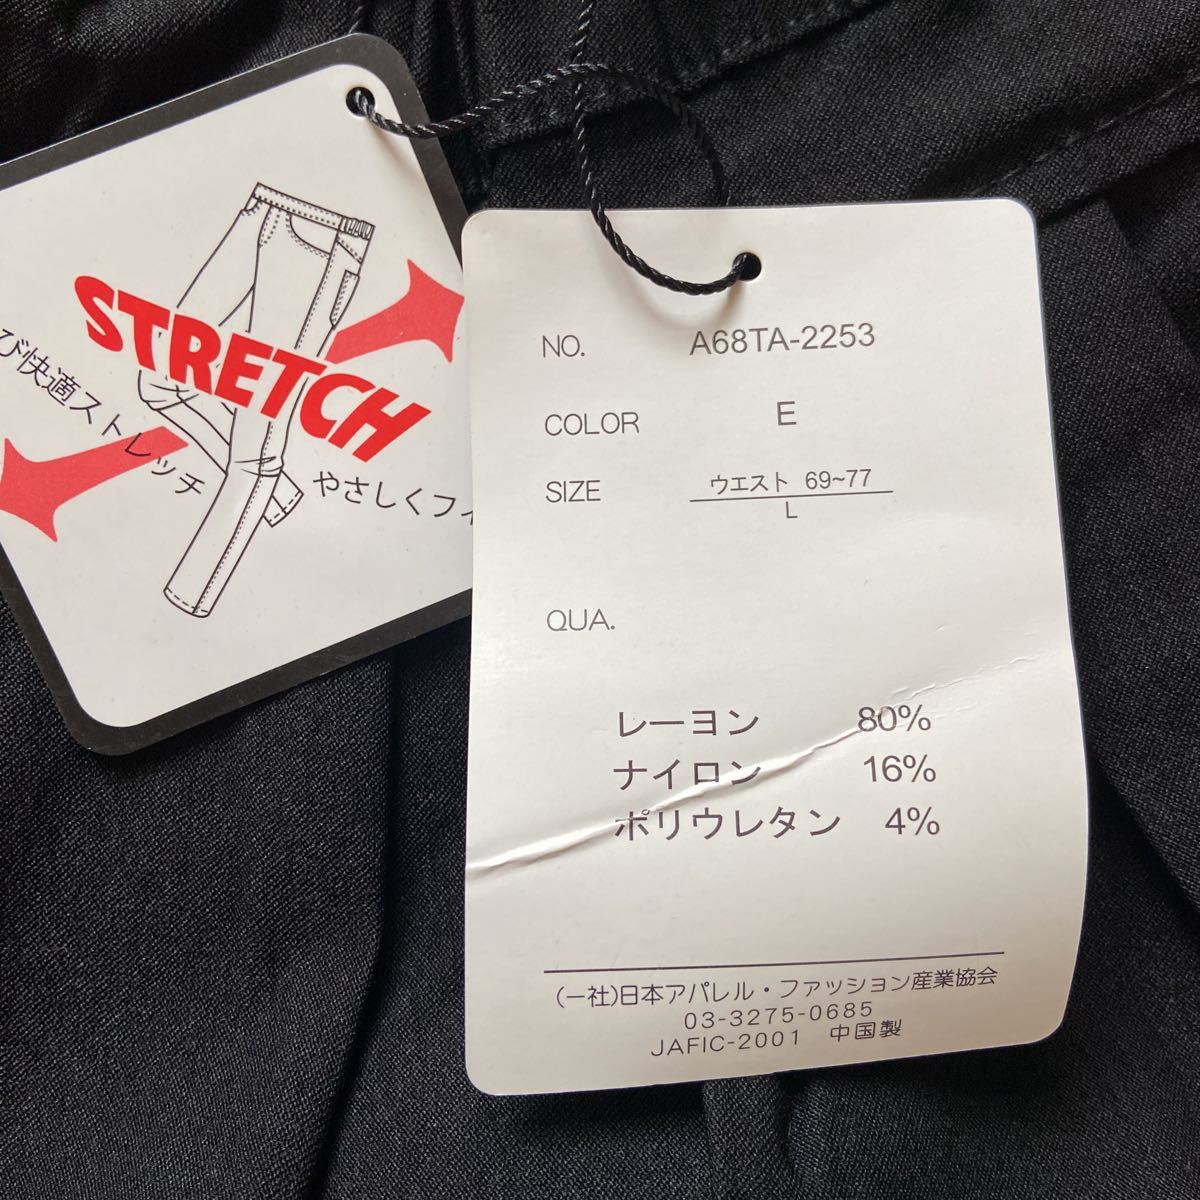 STRETCH
び快適ストレッチ
やさしくフィ
NO. A68TA-2253
COLOR E
SIZE ウエスト 69~77
L
QUA.
レーヨン 80%
ナイロン 16%
ポリウレタン 4%
(一社)日本アパレル・ファッション産業協会
03-3275-0685
JAFIC-2001 中国製